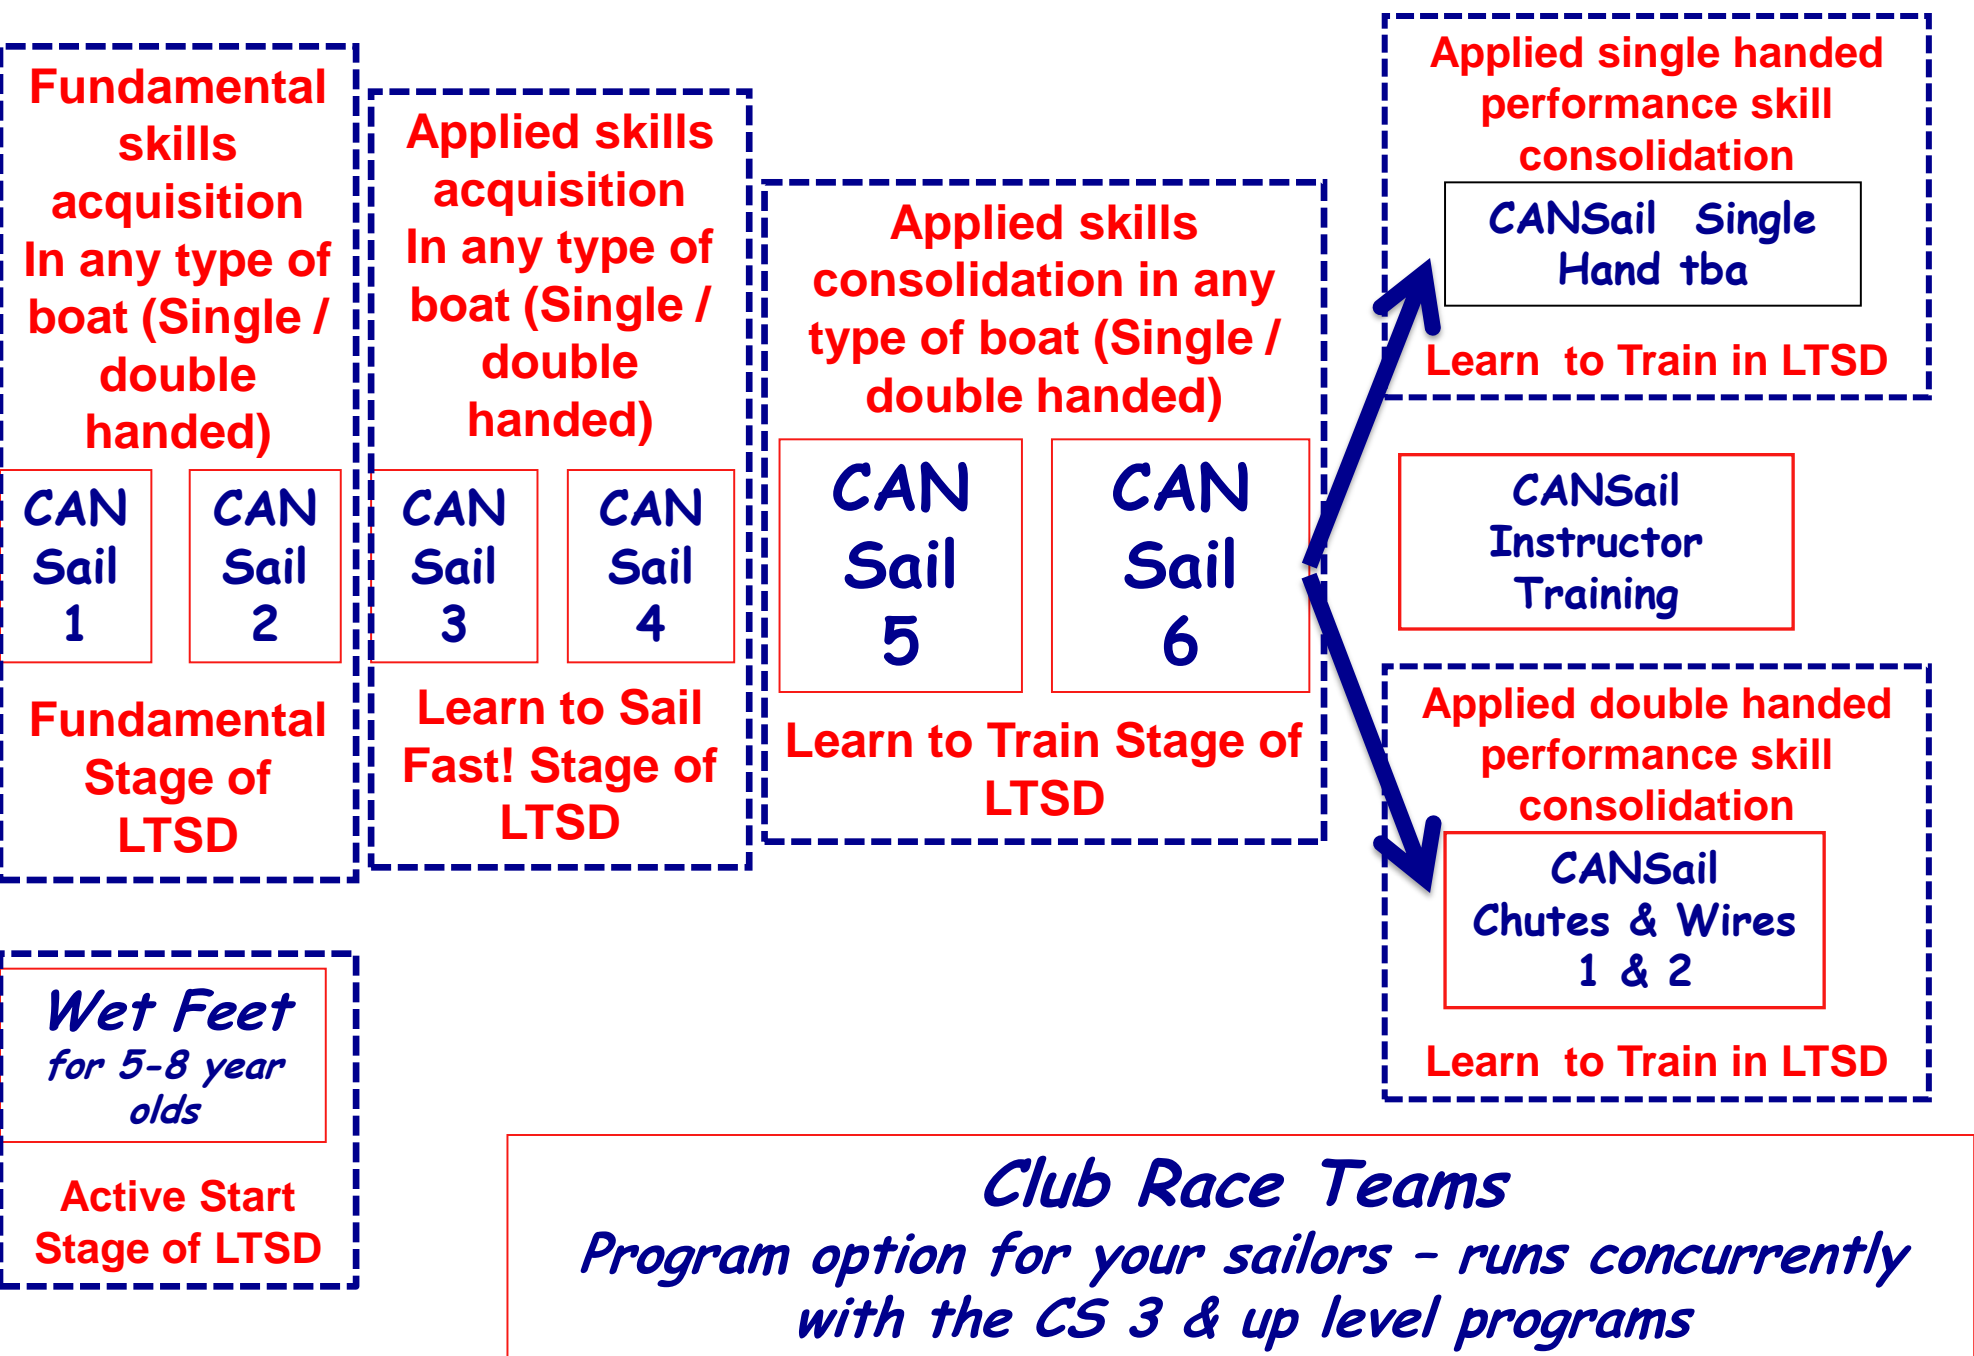 Fundamental
skills
acquisition
In any type of
boat (Single /
double
handed)
CAN
Sail
1
CAN
Sail
2
Fundamental
Stage of
LTSD
Applied skills
acquisition
In any type of
boat (Single /
double
handed)
CAN
Sail
3
CAN
Sail
4
Learn to Sail
Fast! Stage of
LTSD
Applied skills
consolidation in any
type of boat (Single /
double handed)
CAN
Sail
5
CAN
Sail
6
Learn to Train Stage of
LTSD
Applied single handed
performance skill
consolidation
CANSail Single
Hand tba
Learn to Train in LTSD
CANSail
Instructor
Training
Applied double handed
performance skill
consolidation
CANSail
Chutes & Wires
1 & 2
Learn to Train in LTSD
Wet Feet
for 5-8 year
olds
Active Start
Stage of LTSD
Club Race Teams
Program option for your sailors – runs concurrently
with the CS 3 & up level programs